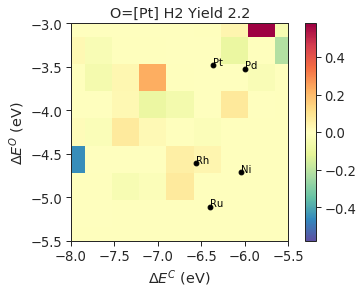 O=[Pt] H2 Yield 2.2
−3.0
−3.5
−4.0
−4.5
−5.0
−5.5
ΔE^O (eV)
Pt
Pd
Rh
Ni
Ru
−8.0 −7.5 −7.0 −6.5 −6.0 −5.5
ΔE^C (eV)
0.4
0.2
0.0
−0.2
−0.4